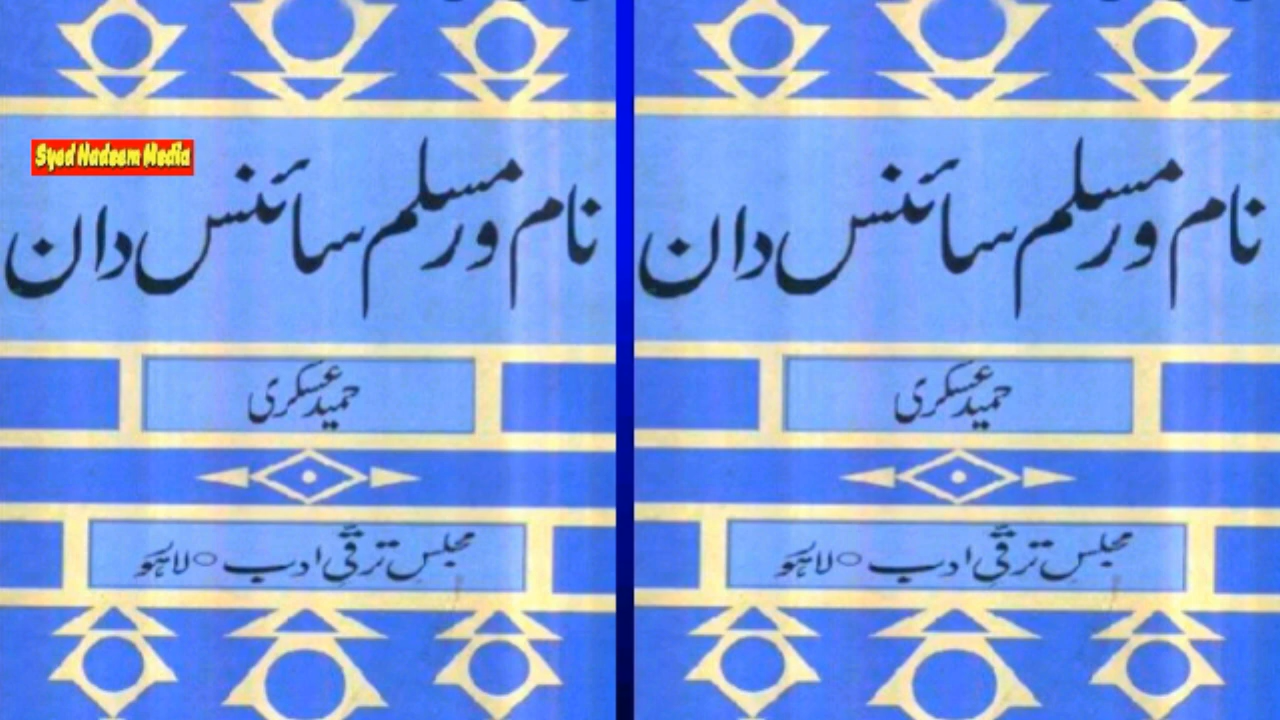 Syed Nadeem Media
نام ور مسلم سائنس دان
حمید عسکری
مجلس ترقی ادب ○ لاہور
نام ور مسلم سائنس دان
حمید عسکری
مجلس ترقی ادب ○ لاہور